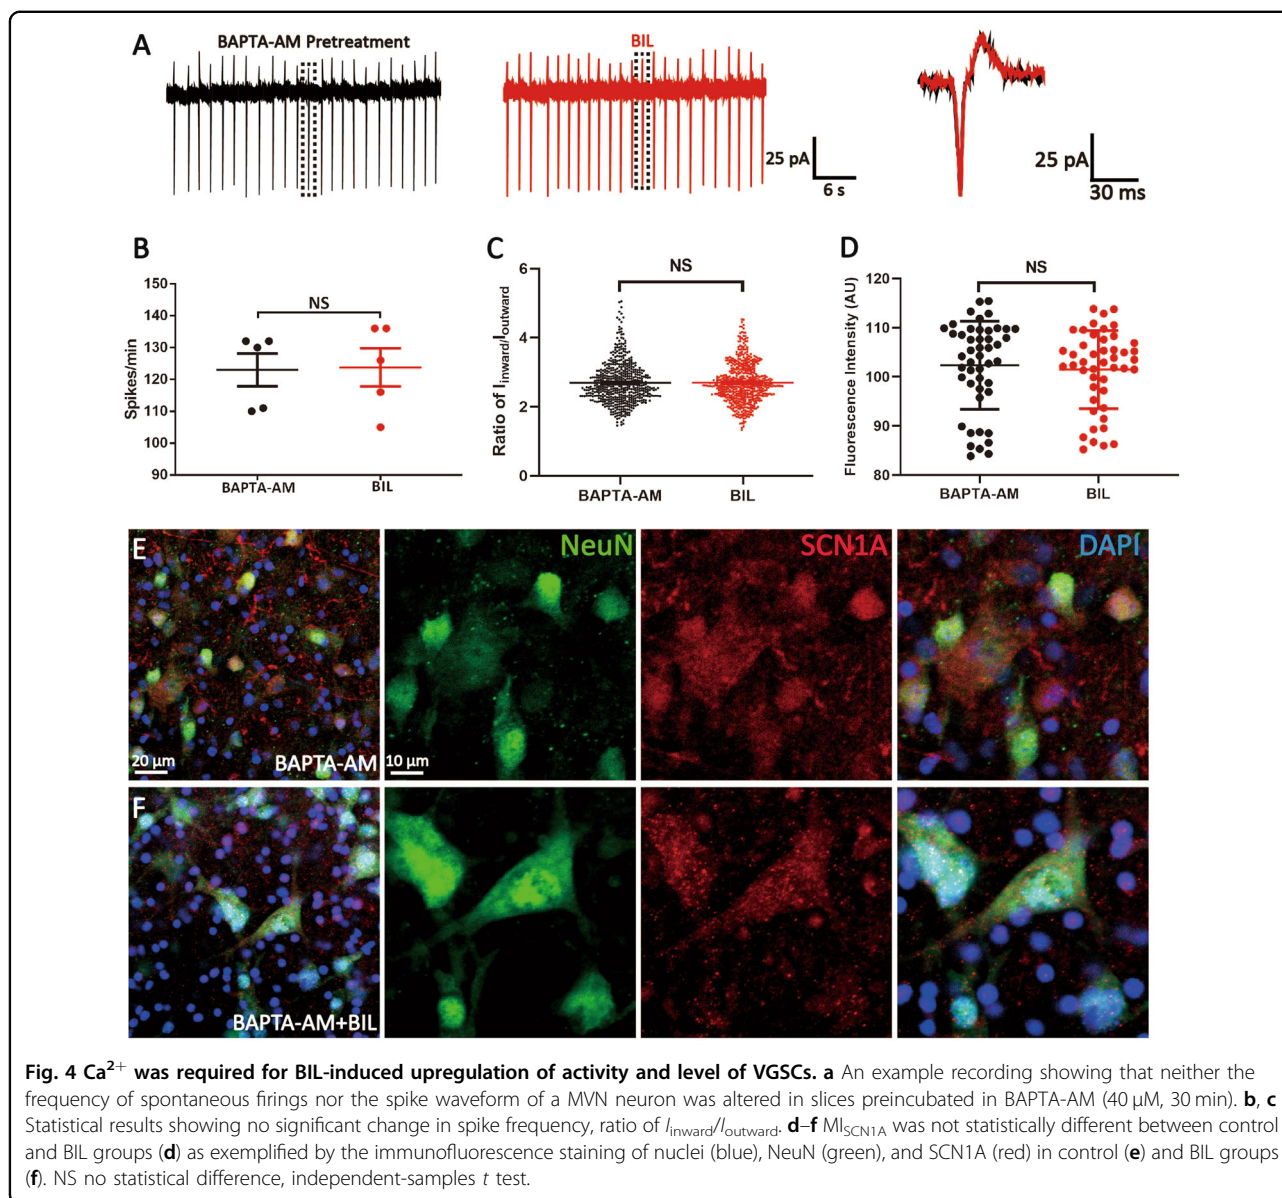 A
BAPTA-AM Pretreatment
BIL
25 pA
6 s
25 pA
30 ms
B
Spikes/min
150
140
130
120
110
100
90
NS
BAPTA-AM
BIL
C
Ratio of Iinward/Ioutward
6
4
2
0
NS
BAPTA-AM
BIL
D
Fluorescence Intensity (AU)
120
110
100
90
80
NS
BAPTA-AM
BIL
E
NeuN
SCN1A
DAPI
20 µm
BAPTA-AM
10 µm
F
BAPTA-AM+BIL
Fig. 4 Ca2+ was required for BIL-induced upregulation of activity and level of VGSCs. a An example recording showing that neither the
frequency of spontaneous firings nor the spike waveform of a MVN neuron was altered in slices preincubated in BAPTA-AM (40 µM, 30 min). b, c
Statistical results showing no significant change in spike frequency, ratio of Iinward/Ioutward. d–f MISCN1A was not statistically different between control
and BIL groups (d) as exemplified by the immunofluorescence staining of nuclei (blue), NeuN (green), and SCN1A (red) in control (e) and BIL groups
(f). NS no statistical difference, independent-samples t test.